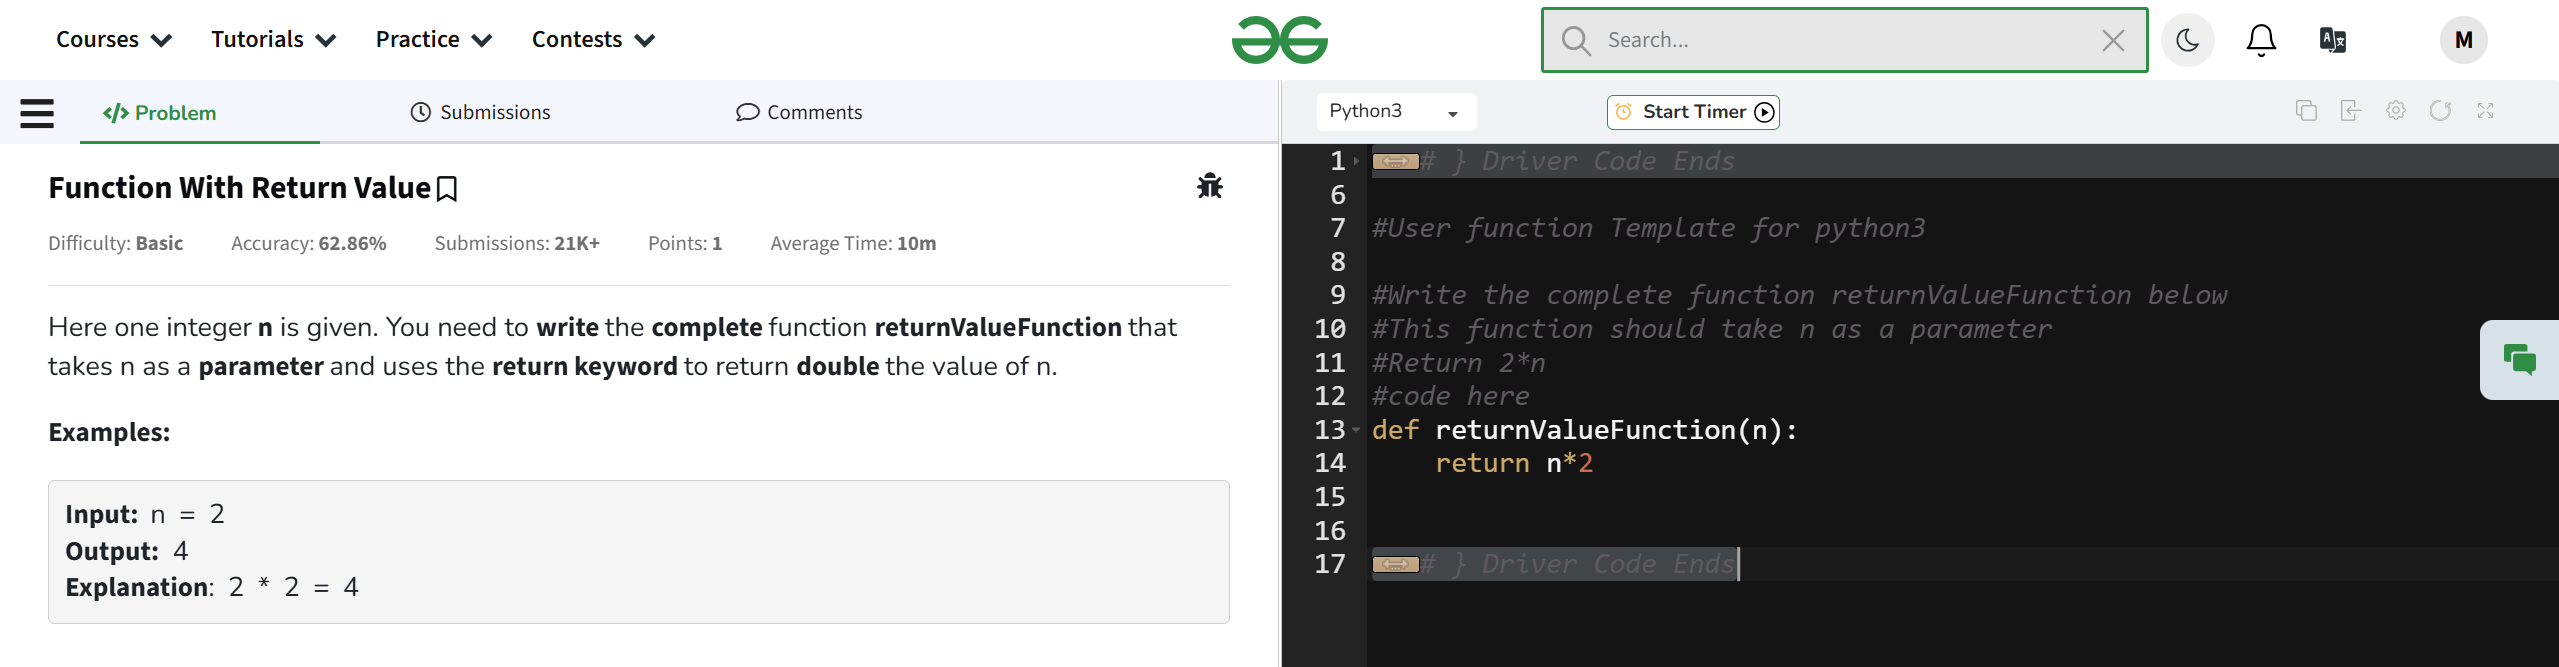 Courses Tutorials Practice Contests Search... M
Problem Submissions Comments
Function With Return Value
Difficulty: Basic Accuracy: 62.86% Submissions: 21K+ Points: 1 Average Time: 10m
Here one integer n is given. You need to write the complete function returnValueFunction that
takes n as a parameter and uses the return keyword to return double the value of n.
Examples:
Input: n = 2
Output: 4
Explanation: 2 * 2 = 4
Python3 Start Timer
1 # } Driver Code Ends
6
7 #User function Template for python3
8
9 #Write the complete function returnValueFunction below
10 #This function should take n as a parameter
11 #Return 2*n
12 #code here
13 def returnValueFunction(n):
14     return n*2
15
16
17 # } Driver Code Ends